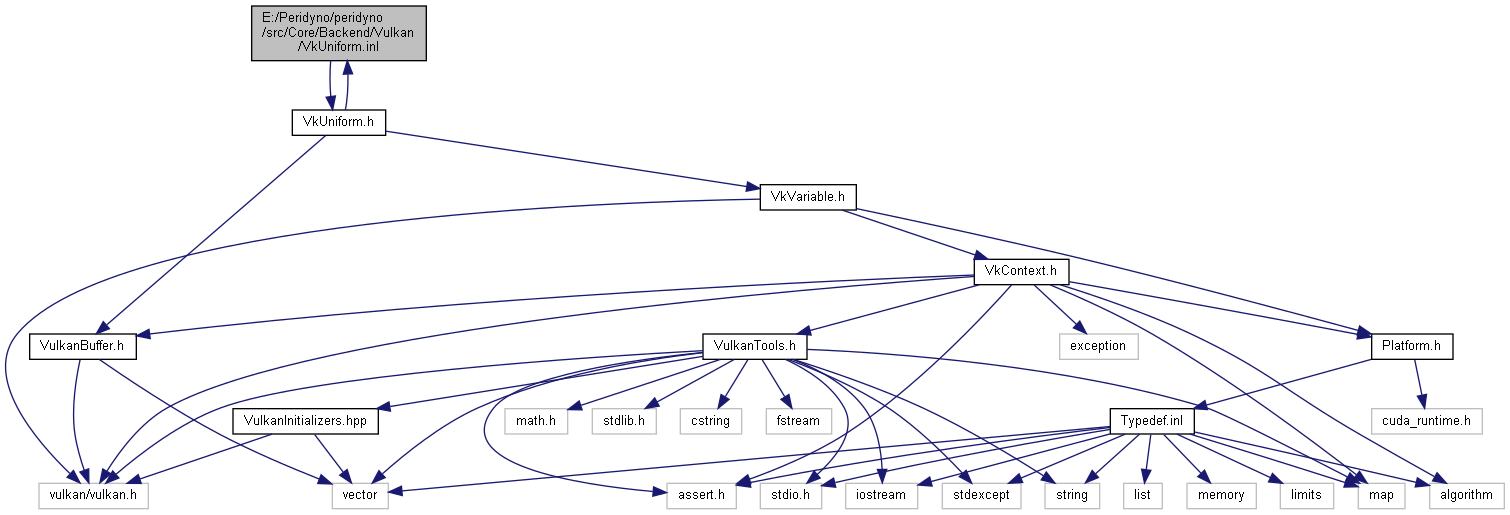 E:/Peridyno/peridyno
/src/Core/Backend/Vulkan
/VkUniform.inl
VkUniform.h
VkVariable.h
VkContext.h
VulkanBuffer.h
VulkanTools.h
exception
Platform.h
VulkanInitializers.hpp
math.h
stdlib.h
cstring
fstream
Typedef.inl
cuda_runtime.h
vulkan/vulkan.h
vector
assert.h
stdio.h
iostream
stdexcept
string
list
memory
limits
map
algorithm